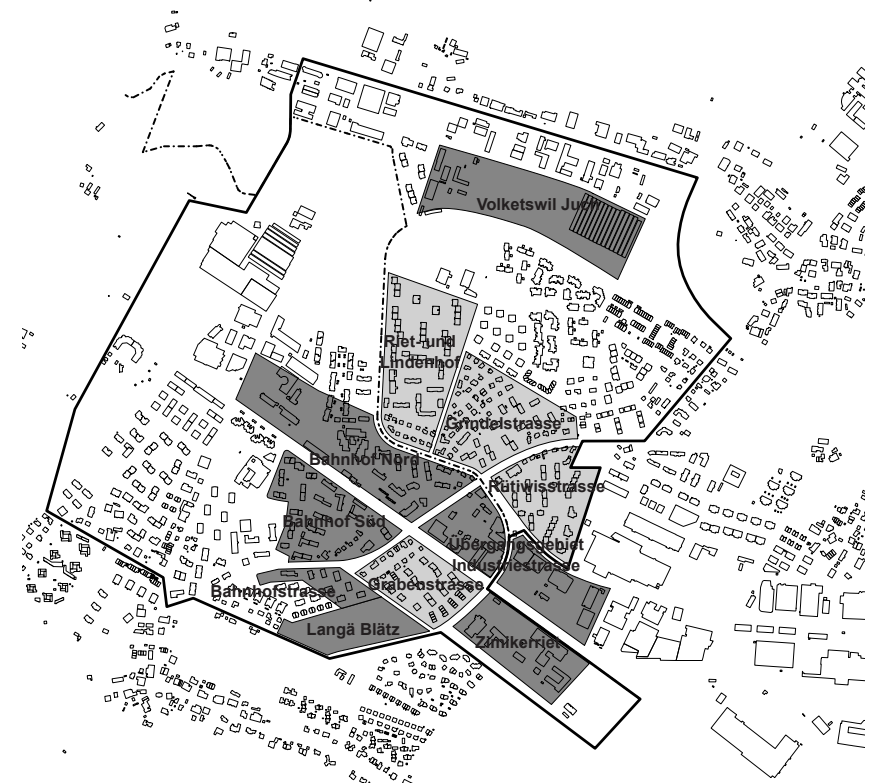 Volketswil Juch
Riet- und
Lindenhof
Grindelstrasse
Bahnhof Nord
Rütiwisstrasse
Bahnhof Süd
Übergangsgebiet
Industriestrasse
Grabenstrasse
Bahnhofstrasse
Langä Blätz
Zimikerriet